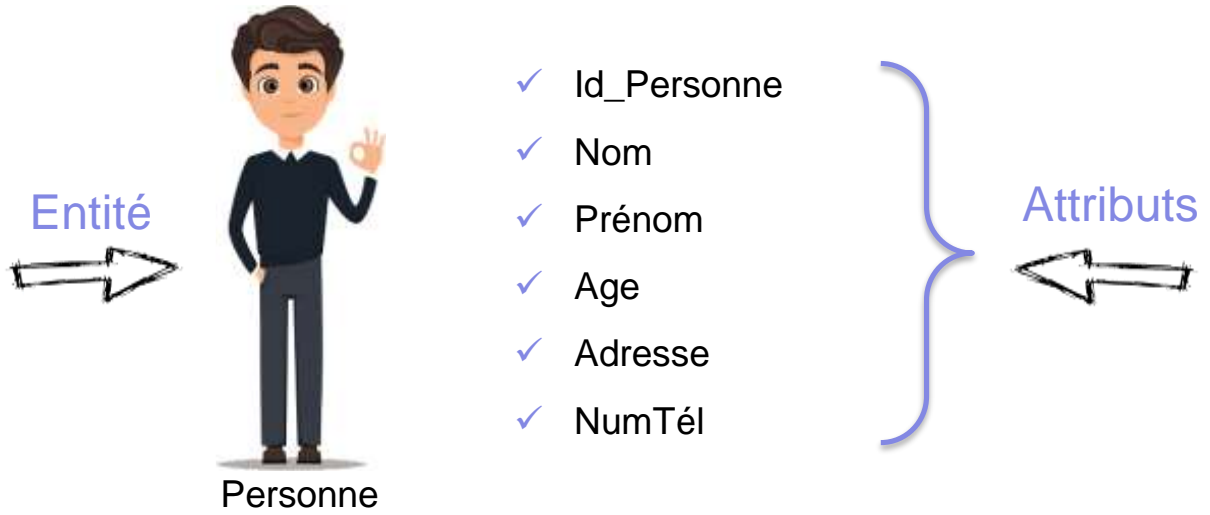 Entité
Personne
Id_Personne
Nom
Prénom
Age
Adresse
NumTél
Attributs